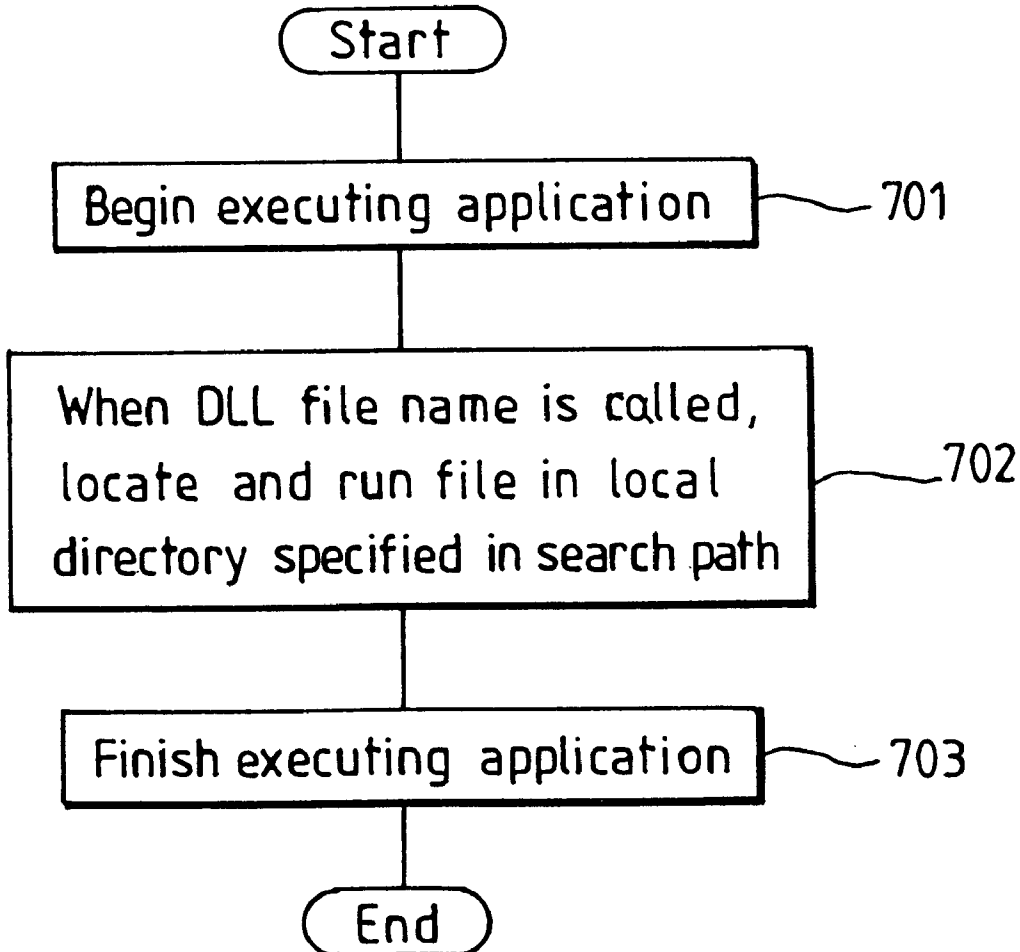 Start
Begin executing application
701
When DLL file name is called,
locate and run file in local
directory specified in search path
702
Finish executing application
703
End